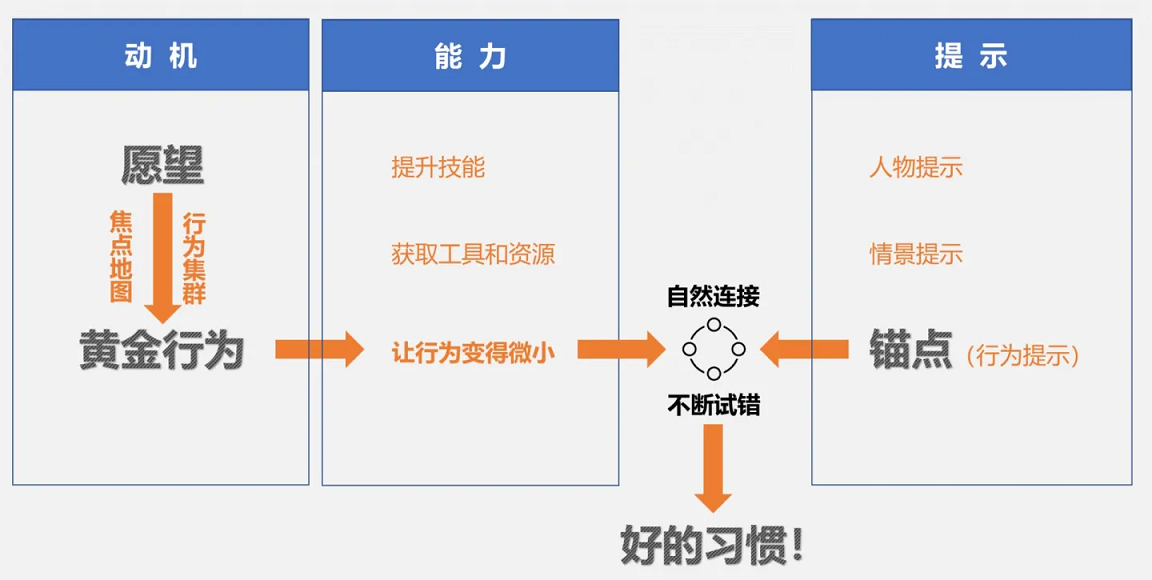 动 机
愿望
焦点地图
行为集群
黄金行为
能 力
提升技能
获取工具和资源
让行为变得微小
自然连接
不断试错
好的习惯！
提 示
人物提示
情景提示
锚点（行为提示）